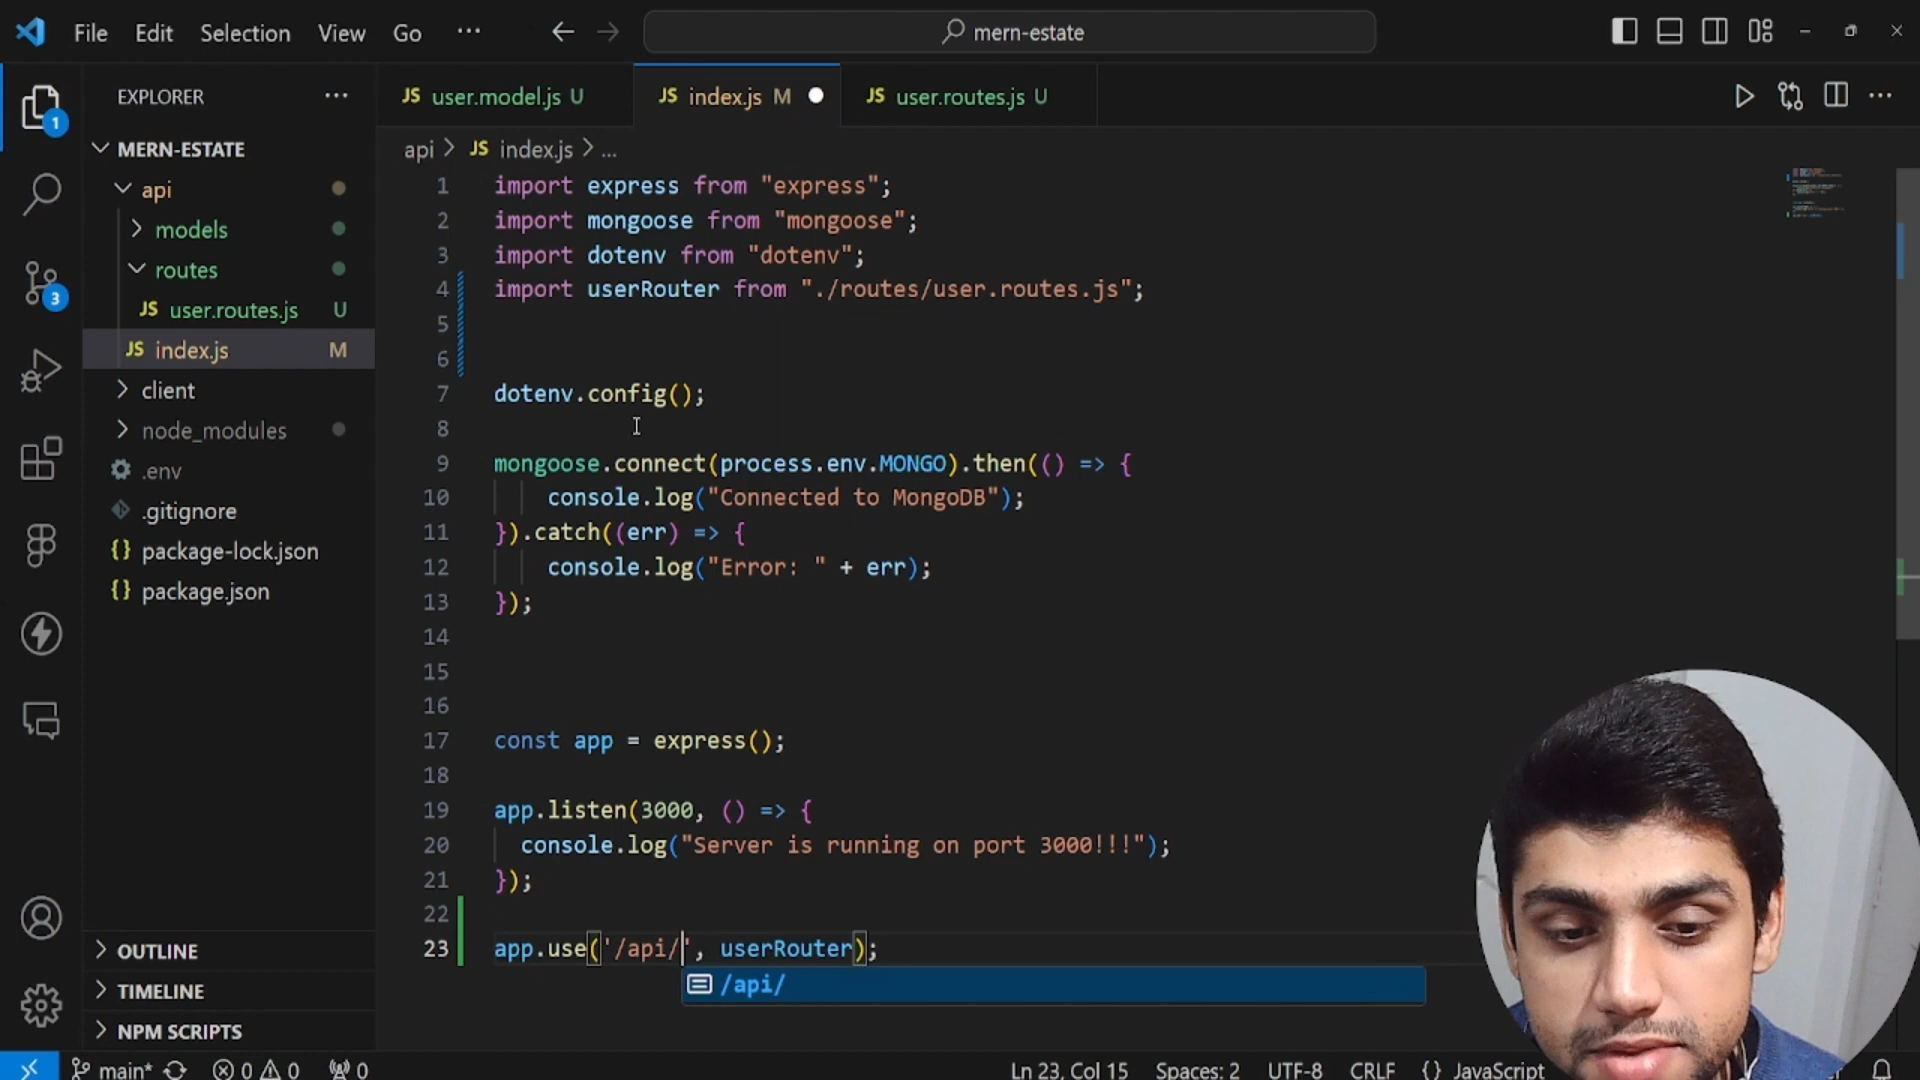 File Edit Selection View Go ··· mern-estate
EXPLORER ···
MERN-ESTATE
api
models
routes
user.routes.js U
index.js M
client
node_modules
.env
.gitignore
package-lock.json
package.json
OUTLINE
TIMELINE
NPM SCRIPTS
JS user.model.js U JS index.js M JS user.routes.js U
api > JS index.js > ...
1 import express from "express";
2 import mongoose from "mongoose";
3 import dotenv from "dotenv";
4 import userRouter from "./routes/user.routes.js";
5
6
7 dotenv.config();
8
9 mongoose.connect(process.env.MONGO).then(() => {
10 console.log("Connected to MongoDB");
11 }).catch((err) => {
12 console.log("Error: " + err);
13 });
14
15
16
17 const app = express();
18
19 app.listen(3000, () => {
20 console.log("Server is running on port 3000!!!");
21 });
22
23 app.use('/api/', userRouter);
/api/
main* 0 0 0 Ln 23, Col 15 Spaces: 2 UTF-8 CRLF {} JavaScript